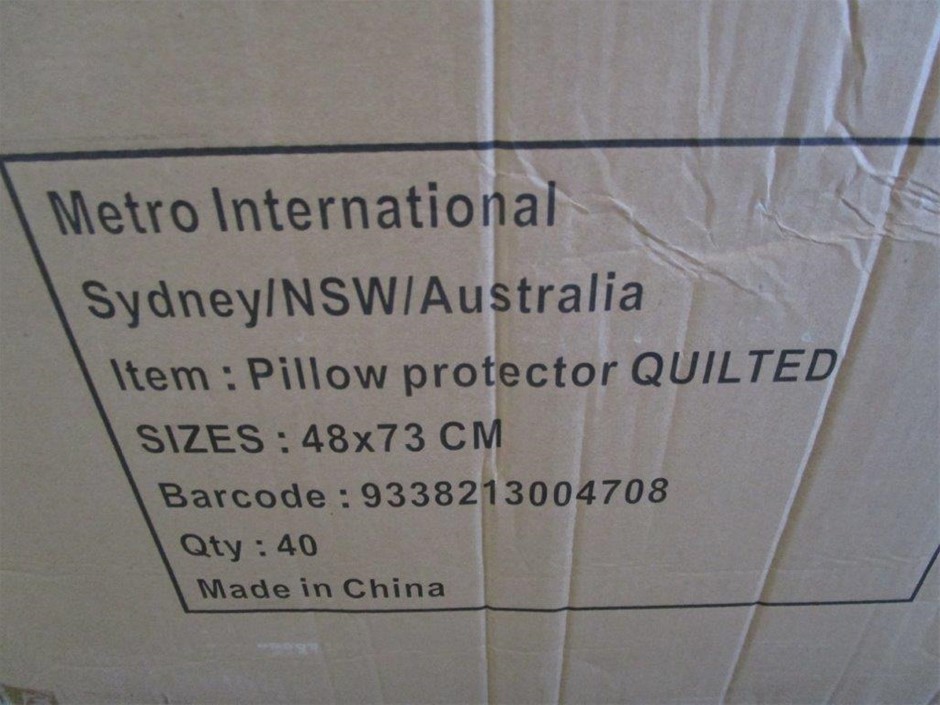 Metro International
Sydney/NSW/Australia
Item : Pillow protector QUILTED
SIZES : 48x73 CM
Barcode : 9338213004708
Qty : 40
Made in China